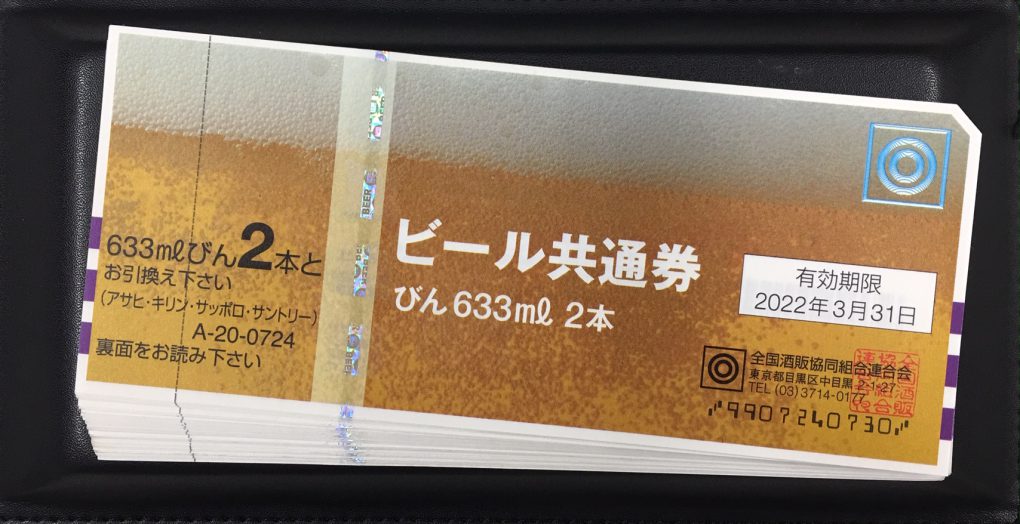 633mlびん2本と
お引換え下さい
(アサヒ・キリン・サッポロ・サントリー)
A-20-0724
裏面をお読み下さい
BEER
ビール共通券
びん633ml 2本
有効期限
2022年3月31日
全国酒販協同組合連合会
東京都目黒区中目黒2-1-27
TEL (03)3714-0177
9907240730